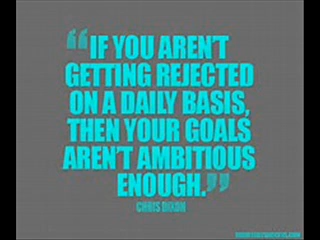 “IF YOU AREN'T
GETTING REJECTED
ON A DAILY BASIS,
THEN YOUR GOALS
AREN'T AMBITIOUS
ENOUGH.”
CHRIS DIXON